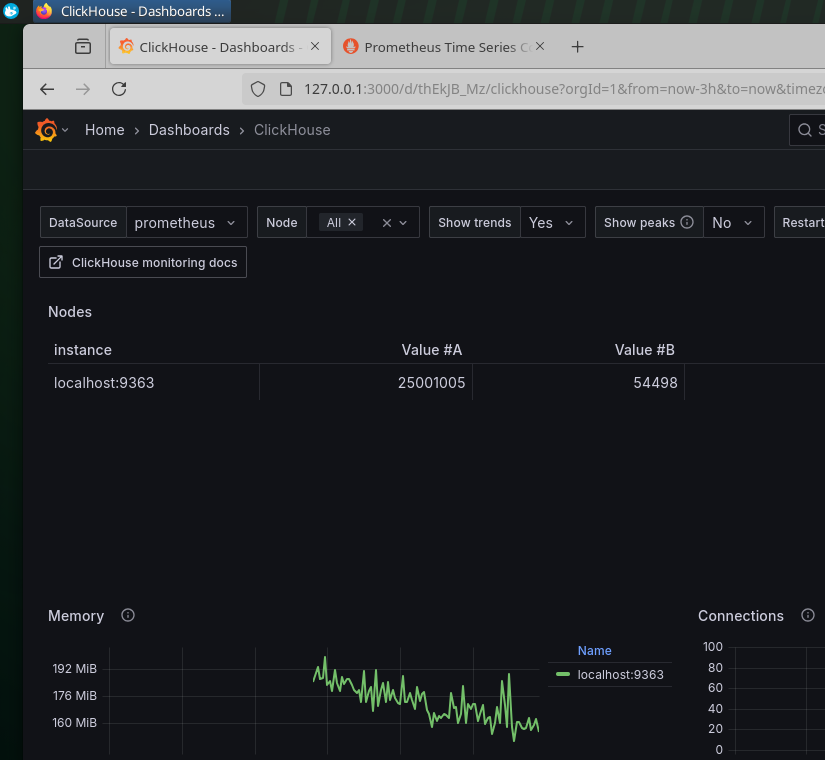 ClickHouse - Dashboards ...
ClickHouse - Dashboards -
Prometheus Time Series C
127.0.0.1:3000/d/thEkJB_Mz/clickhouse?orgId=1&from=now-3h&to=now&timezo
Home › Dashboards › ClickHouse
S
DataSource prometheus Node All Show trends Yes Show peaks No Restart
ClickHouse monitoring docs
Nodes
instance Value #A Value #B
localhost:9363 25001005 54498
Memory
192 MiB
176 MiB
160 MiB
Name
localhost:9363
Connections
100
80
60
40
20
0